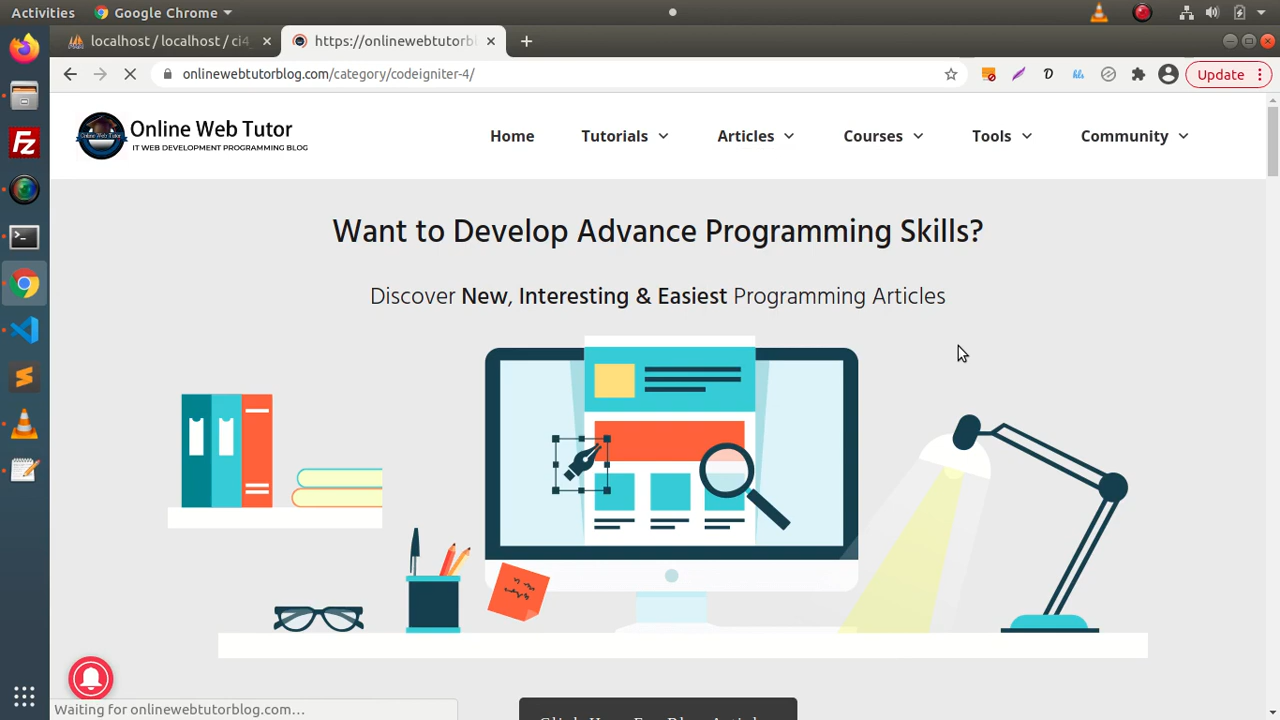 Activities
Google Chrome
localhost / localhost / ci4_
https://onlinewebtutorbl
onlinewebtutorblog.com/category/codeigniter-4/
Update
Online Web Tutor
IT WEB DEVELOPMENT PROGRAMMING BLOG
Home
Tutorials
Articles
Courses
Tools
Community
Want to Develop Advance Programming Skills?
Discover New, Interesting & Easiest Programming Articles
Waiting for onlinewebtutorblog.com…